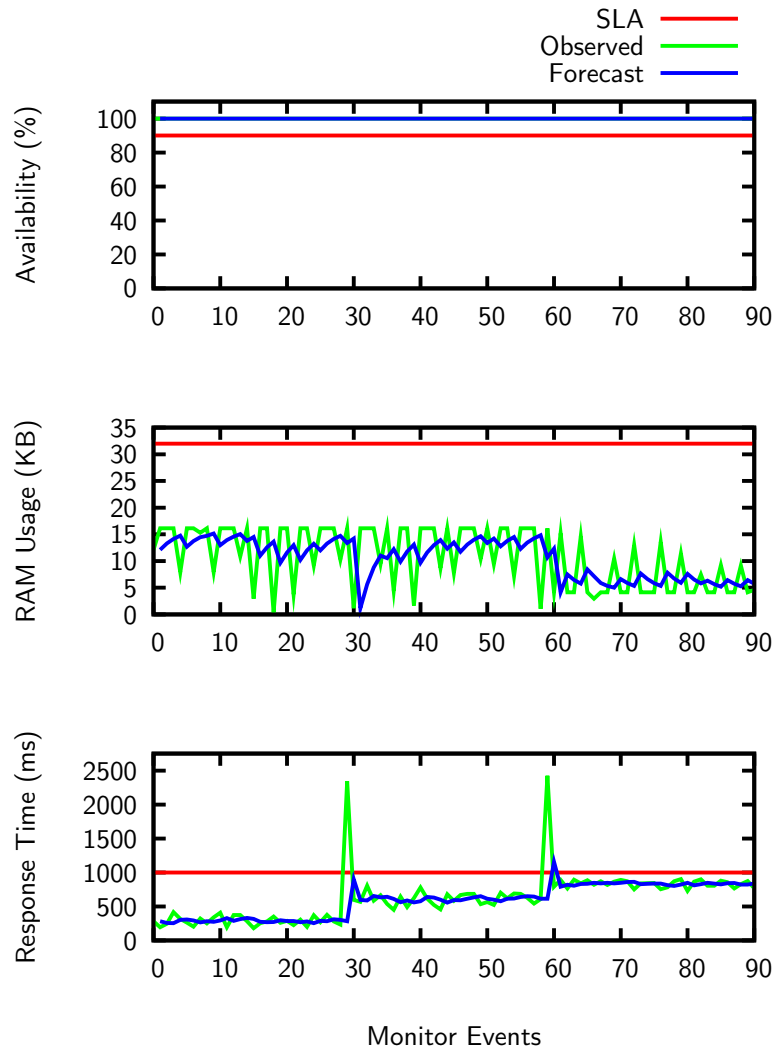 SLA
Observed
Forecast
Availability (%)
100
80
60
40
20
0
0 10 20 30 40 50 60 70 80 90
RAM Usage (KB)
35
30
25
20
15
10
5
0
0 10 20 30 40 50 60 70 80 90
Response Time (ms)
2500
2000
1500
1000
500
0
0 10 20 30 40 50 60 70 80 90
Monitor Events